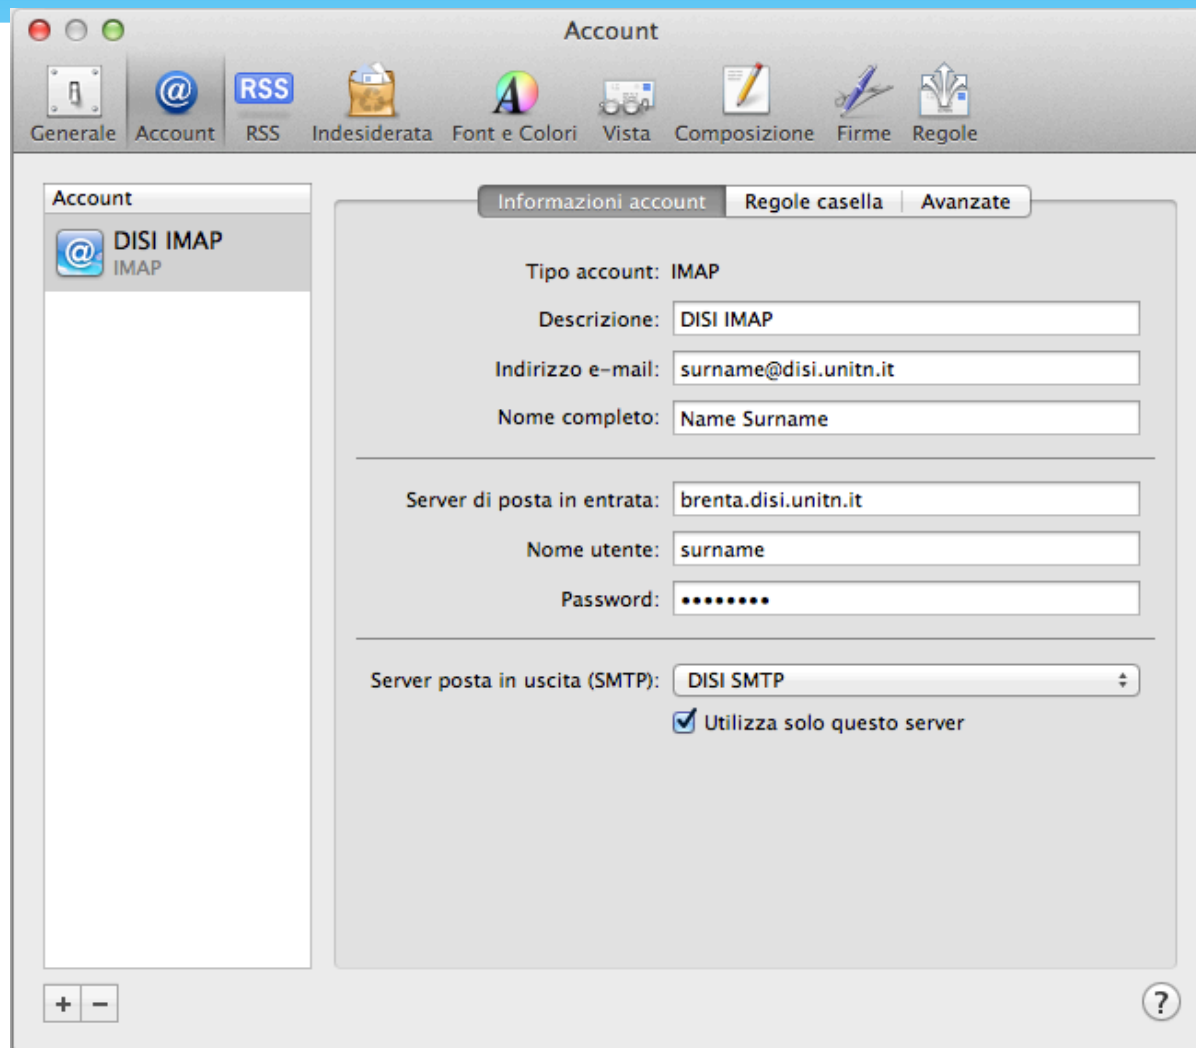 Account
RSS
Generale Account RSS Indesiderata Font e Colori Vista Composizione Firme Regole
Account
DISI IMAP
IMAP
Informazioni account Regole casella Avanzate
Tipo account: IMAP
Descrizione: DISI IMAP
Indirizzo e-mail: surname@disi.unitn.it
Nome completo: Name Surname
Server di posta in entrata: brenta.disi.unitn.it
Nome utente: surname
Password: ••••••••
Server posta in uscita (SMTP): DISI SMTP
Utilizza solo questo server
+ − ?